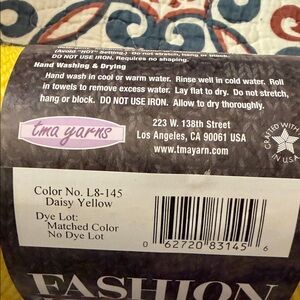 (Avoid "HOT" Setting.) Do not stretch, hang or block.
DO NOT USE IRON. Requires no shaping.
Hand Washing & Drying
Hand wash in cool or warm water. Rinse well in cold water. Roll
in towels to remove excess water. Lay flat to dry. Do not stretch,
hang or block. DO NOT USE IRON. Allow to dry thoroughly.
tma yarns
223 W. 138th Street
Los Angeles, CA 90061 USA
www.tmayarn.com
CRAFTED WITH
IN U.S.A.
Color No. L8-145
Daisy Yellow
Dye Lot:
Matched Color
No Dye Lot
0 62720 83145 6
FASHION